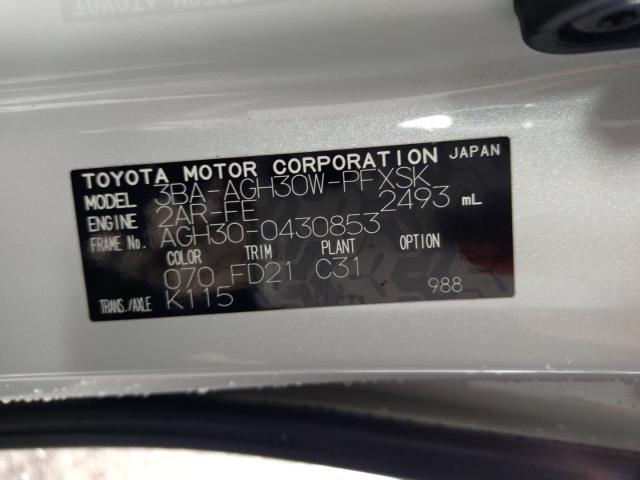 TOYOTA MOTOR CORPORATION JAPAN
MODEL 3BA-AGH30W-PFXSK
ENGINE 2AR-FE 2493 mL
FRAME No. AGH30-0430853
COLOR TRIM PLANT OPTION
070 FD21 C31
TRANS./AXLE K115 988